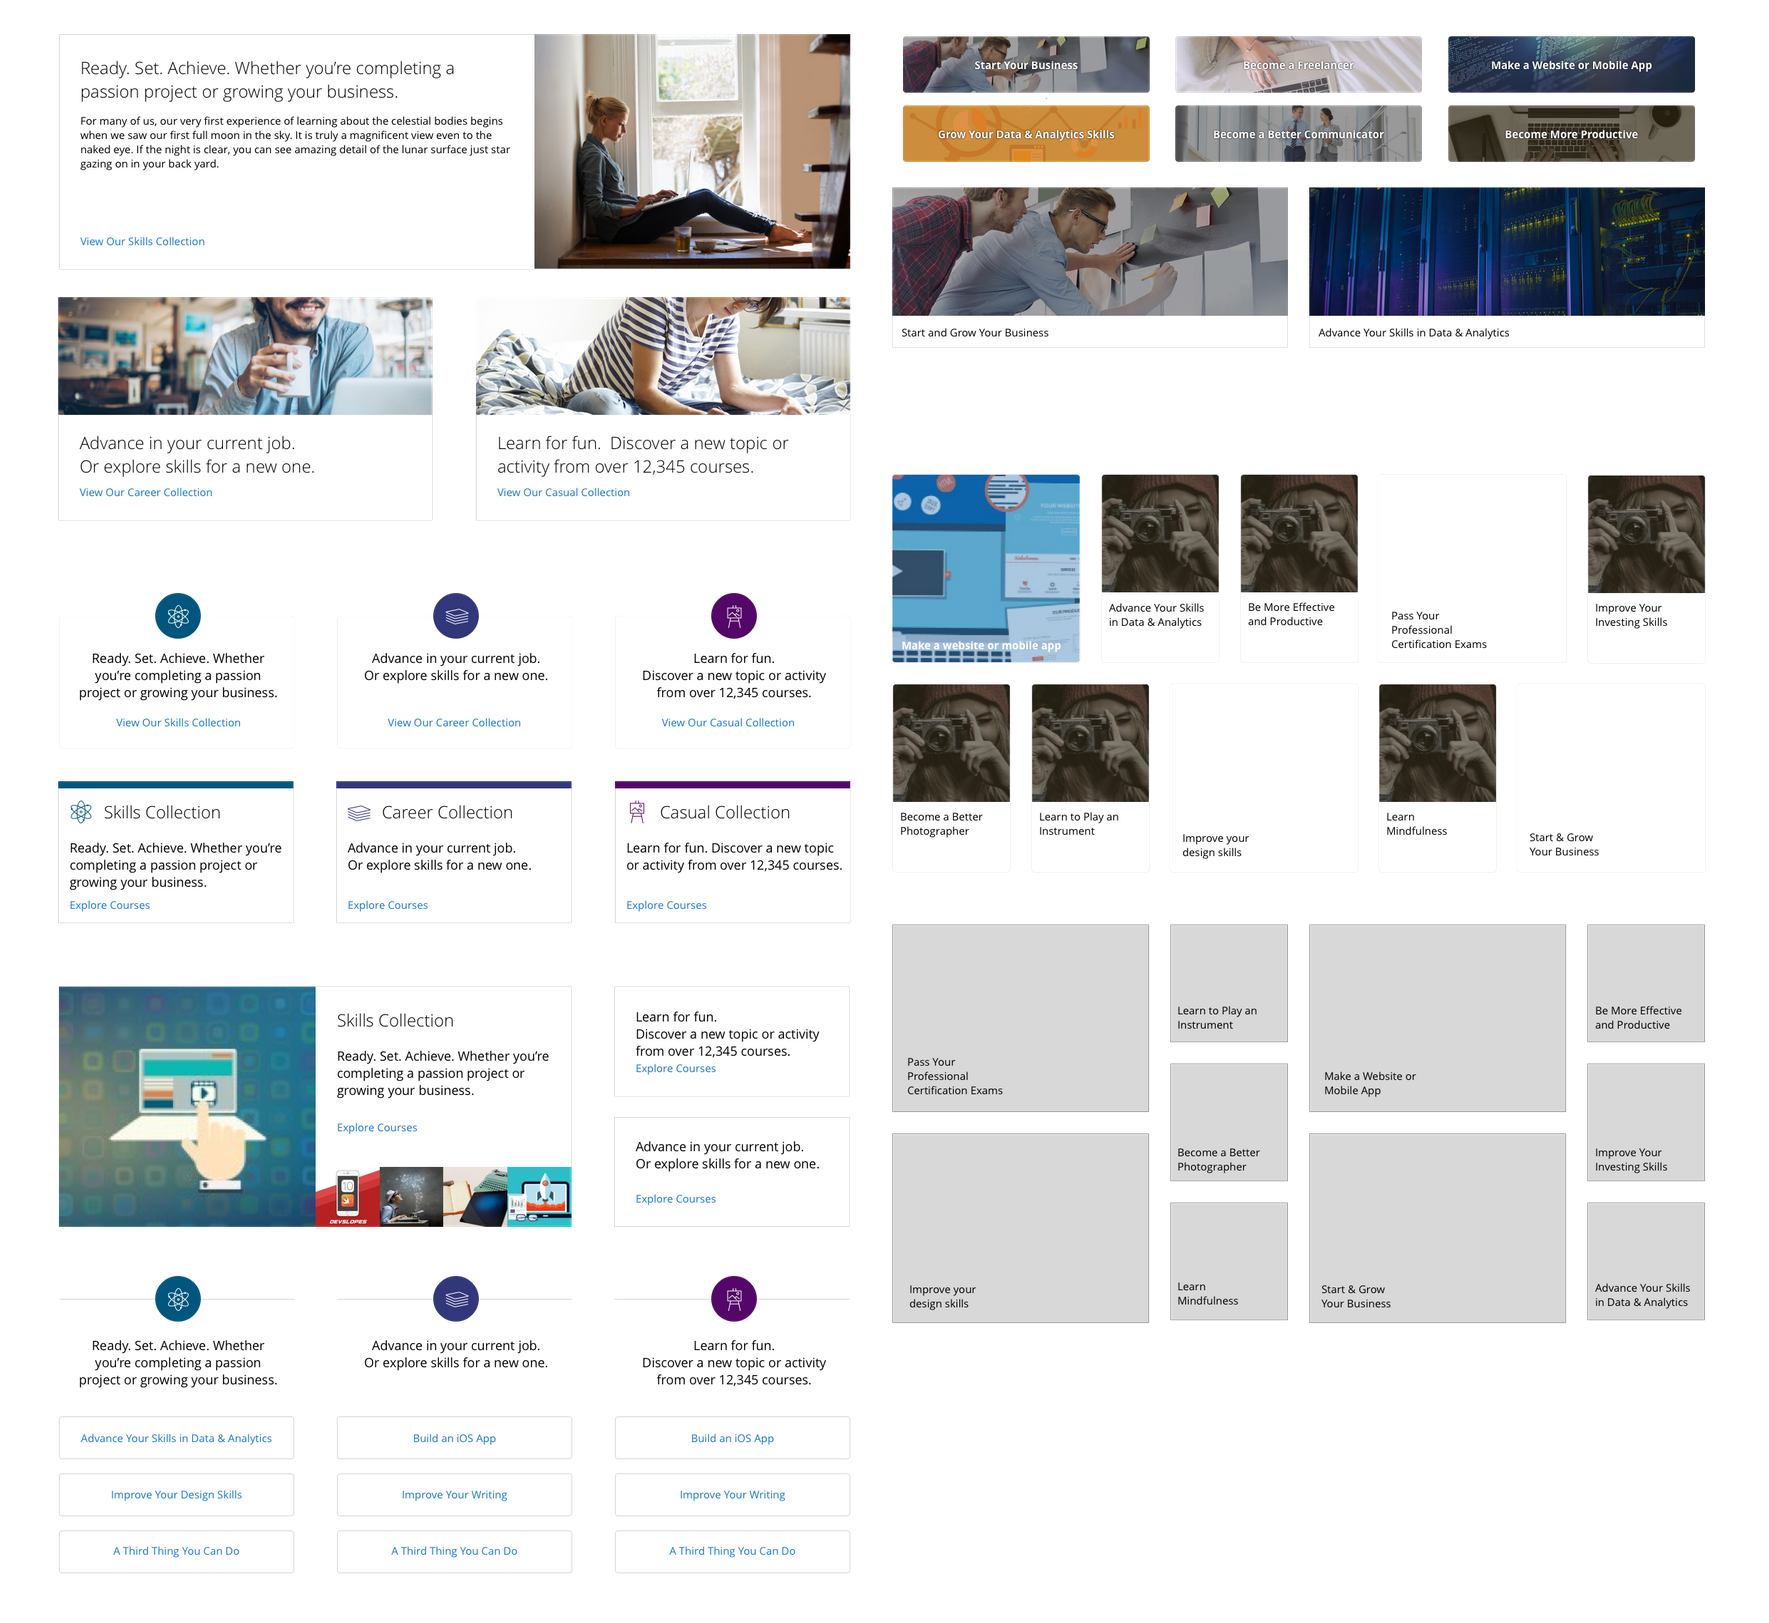 Ready. Set. Achieve. Whether you're completing a
passion project or growing your business.
For many of us, our very first experience of learning about the celestial bodies begins
when we saw our first full moon in the sky. It is truly a magnificent view even to the
naked eye. If the night is clear, you can see amazing detail of the lunar surface just star
gazing on in your back yard.
View Our Skills Collection
Advance in your current job.
Or explore skills for a new one.
View Our Career Collection
Learn for fun.  Discover a new topic or
activity from over 12,345 courses.
View Our Casual Collection
Ready. Set. Achieve. Whether
you're completing a passion
project or growing your business.
View Our Skills Collection
Advance in your current job.
Or explore skills for a new one.
View Our Career Collection
Learn for fun.
Discover a new topic or activity
from over 12,345 courses.
View Our Casual Collection
Skills Collection
Ready. Set. Achieve. Whether you're
completing a passion project or
growing your business.
Explore Courses
Career Collection
Advance in your current job.
Or explore skills for a new one.
Explore Courses
Casual Collection
Learn for fun. Discover a new topic
or activity from over 12,345 courses.
Explore Courses
Skills Collection
Ready. Set. Achieve. Whether you're
completing a passion project or
growing your business.
Explore Courses
10
DEVSLOPES
Learn for fun.
Discover a new topic or activity
from over 12,345 courses.
Explore Courses
Advance in your current job.
Or explore skills for a new one.
Explore Courses
Ready. Set. Achieve. Whether
you're completing a passion
project or growing your business.
Advance in your current job.
Or explore skills for a new one.
Learn for fun.
Discover a new topic or activity
from over 12,345 courses.
Advance Your Skills in Data & Analytics
Build an iOS App
Build an iOS App
Improve Your Design Skills
Improve Your Writing
Improve Your Writing
A Third Thing You Can Do
A Third Thing You Can Do
A Third Thing You Can Do
Start Your Business
Become a Freelancer
Make a Website or Mobile App
Grow Your Data & Analytics Skills
Become a Better Communicator
Become More Productive
Start and Grow Your Business
Advance Your Skills in Data & Analytics
YOUR WEBSITE
Make a website or mobile app
Advance Your Skills
in Data & Analytics
Be More Effective
and Productive
Pass Your
Professional
Certification Exams
Improve Your
Investing Skills
Become a Better
Photographer
Learn to Play an
Instrument
Improve your
design skills
Learn
Mindfulness
Start & Grow
Your Business
Pass Your
Professional
Certification Exams
Learn to Play an
Instrument
Make a Website or
Mobile App
Be More Effective
and Productive
Become a Better
Photographer
Improve Your
Investing Skills
Improve your
design skills
Learn
Mindfulness
Start & Grow
Your Business
Advance Your Skills
in Data & Analytics